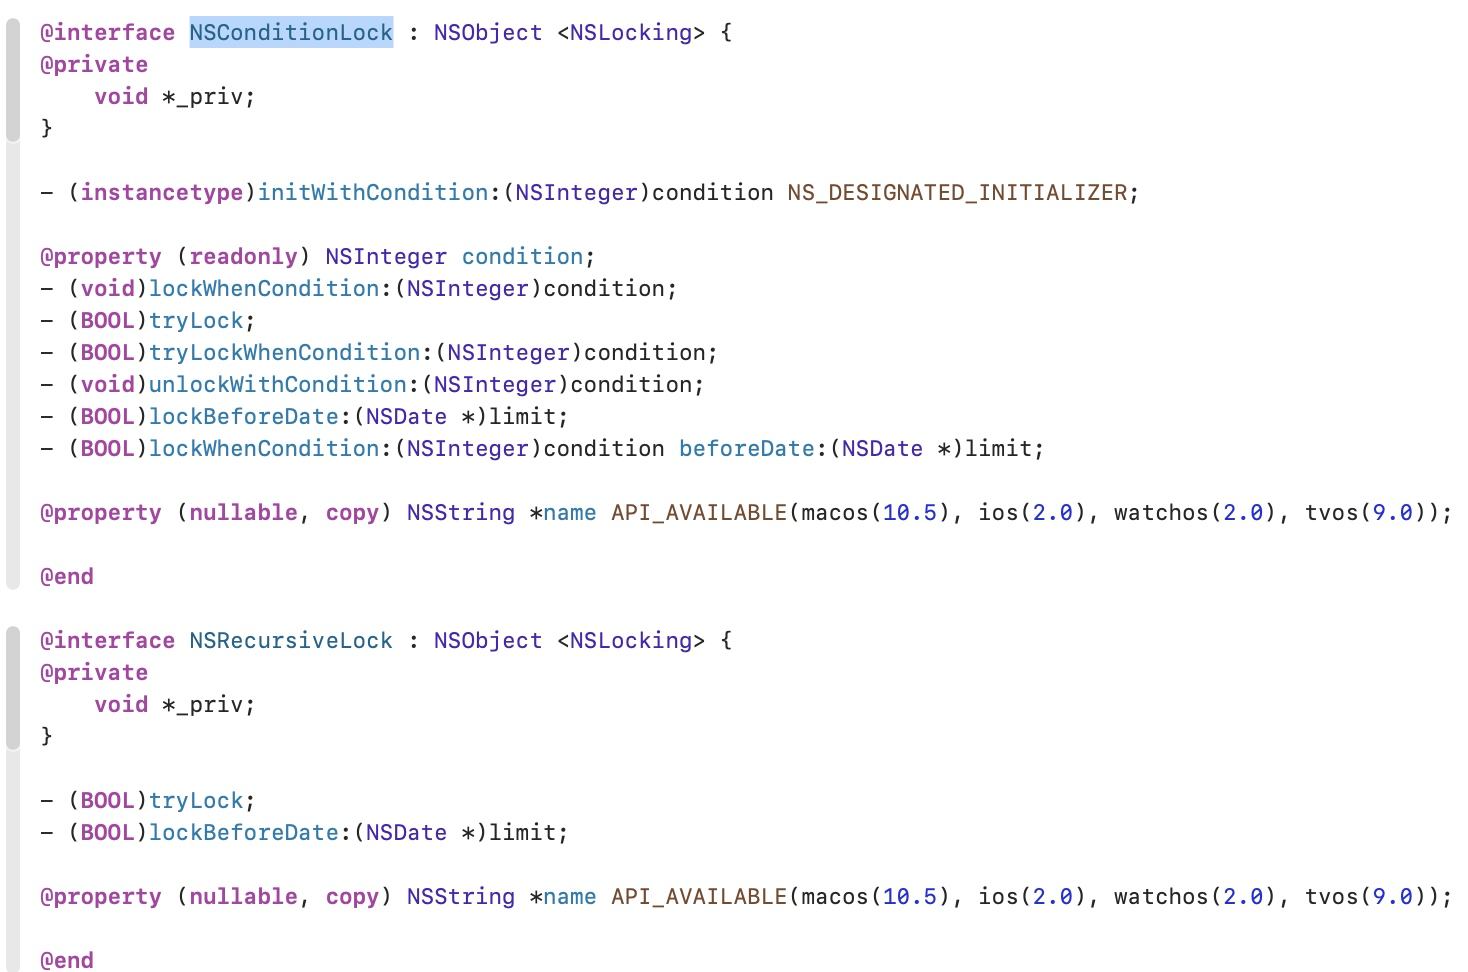 @interface NSConditionLock : NSObject <NSLocking> {
@private
    void *_priv;
}
- (instancetype)initWithCondition:(NSInteger)condition NS_DESIGNATED_INITIALIZER;
@property (readonly) NSInteger condition;
- (void)lockWhenCondition:(NSInteger)condition;
- (BOOL)tryLock;
- (BOOL)tryLockWhenCondition:(NSInteger)condition;
- (void)unlockWithCondition:(NSInteger)condition;
- (BOOL)lockBeforeDate:(NSDate *)limit;
- (BOOL)lockWhenCondition:(NSInteger)condition beforeDate:(NSDate *)limit;
@property (nullable, copy) NSString *name API_AVAILABLE(macos(10.5), ios(2.0), watchos(2.0), tvos(9.0));
@end
@interface NSRecursiveLock : NSObject <NSLocking> {
@private
    void *_priv;
}
- (BOOL)tryLock;
- (BOOL)lockBeforeDate:(NSDate *)limit;
@property (nullable, copy) NSString *name API_AVAILABLE(macos(10.5), ios(2.0), watchos(2.0), tvos(9.0));
@end